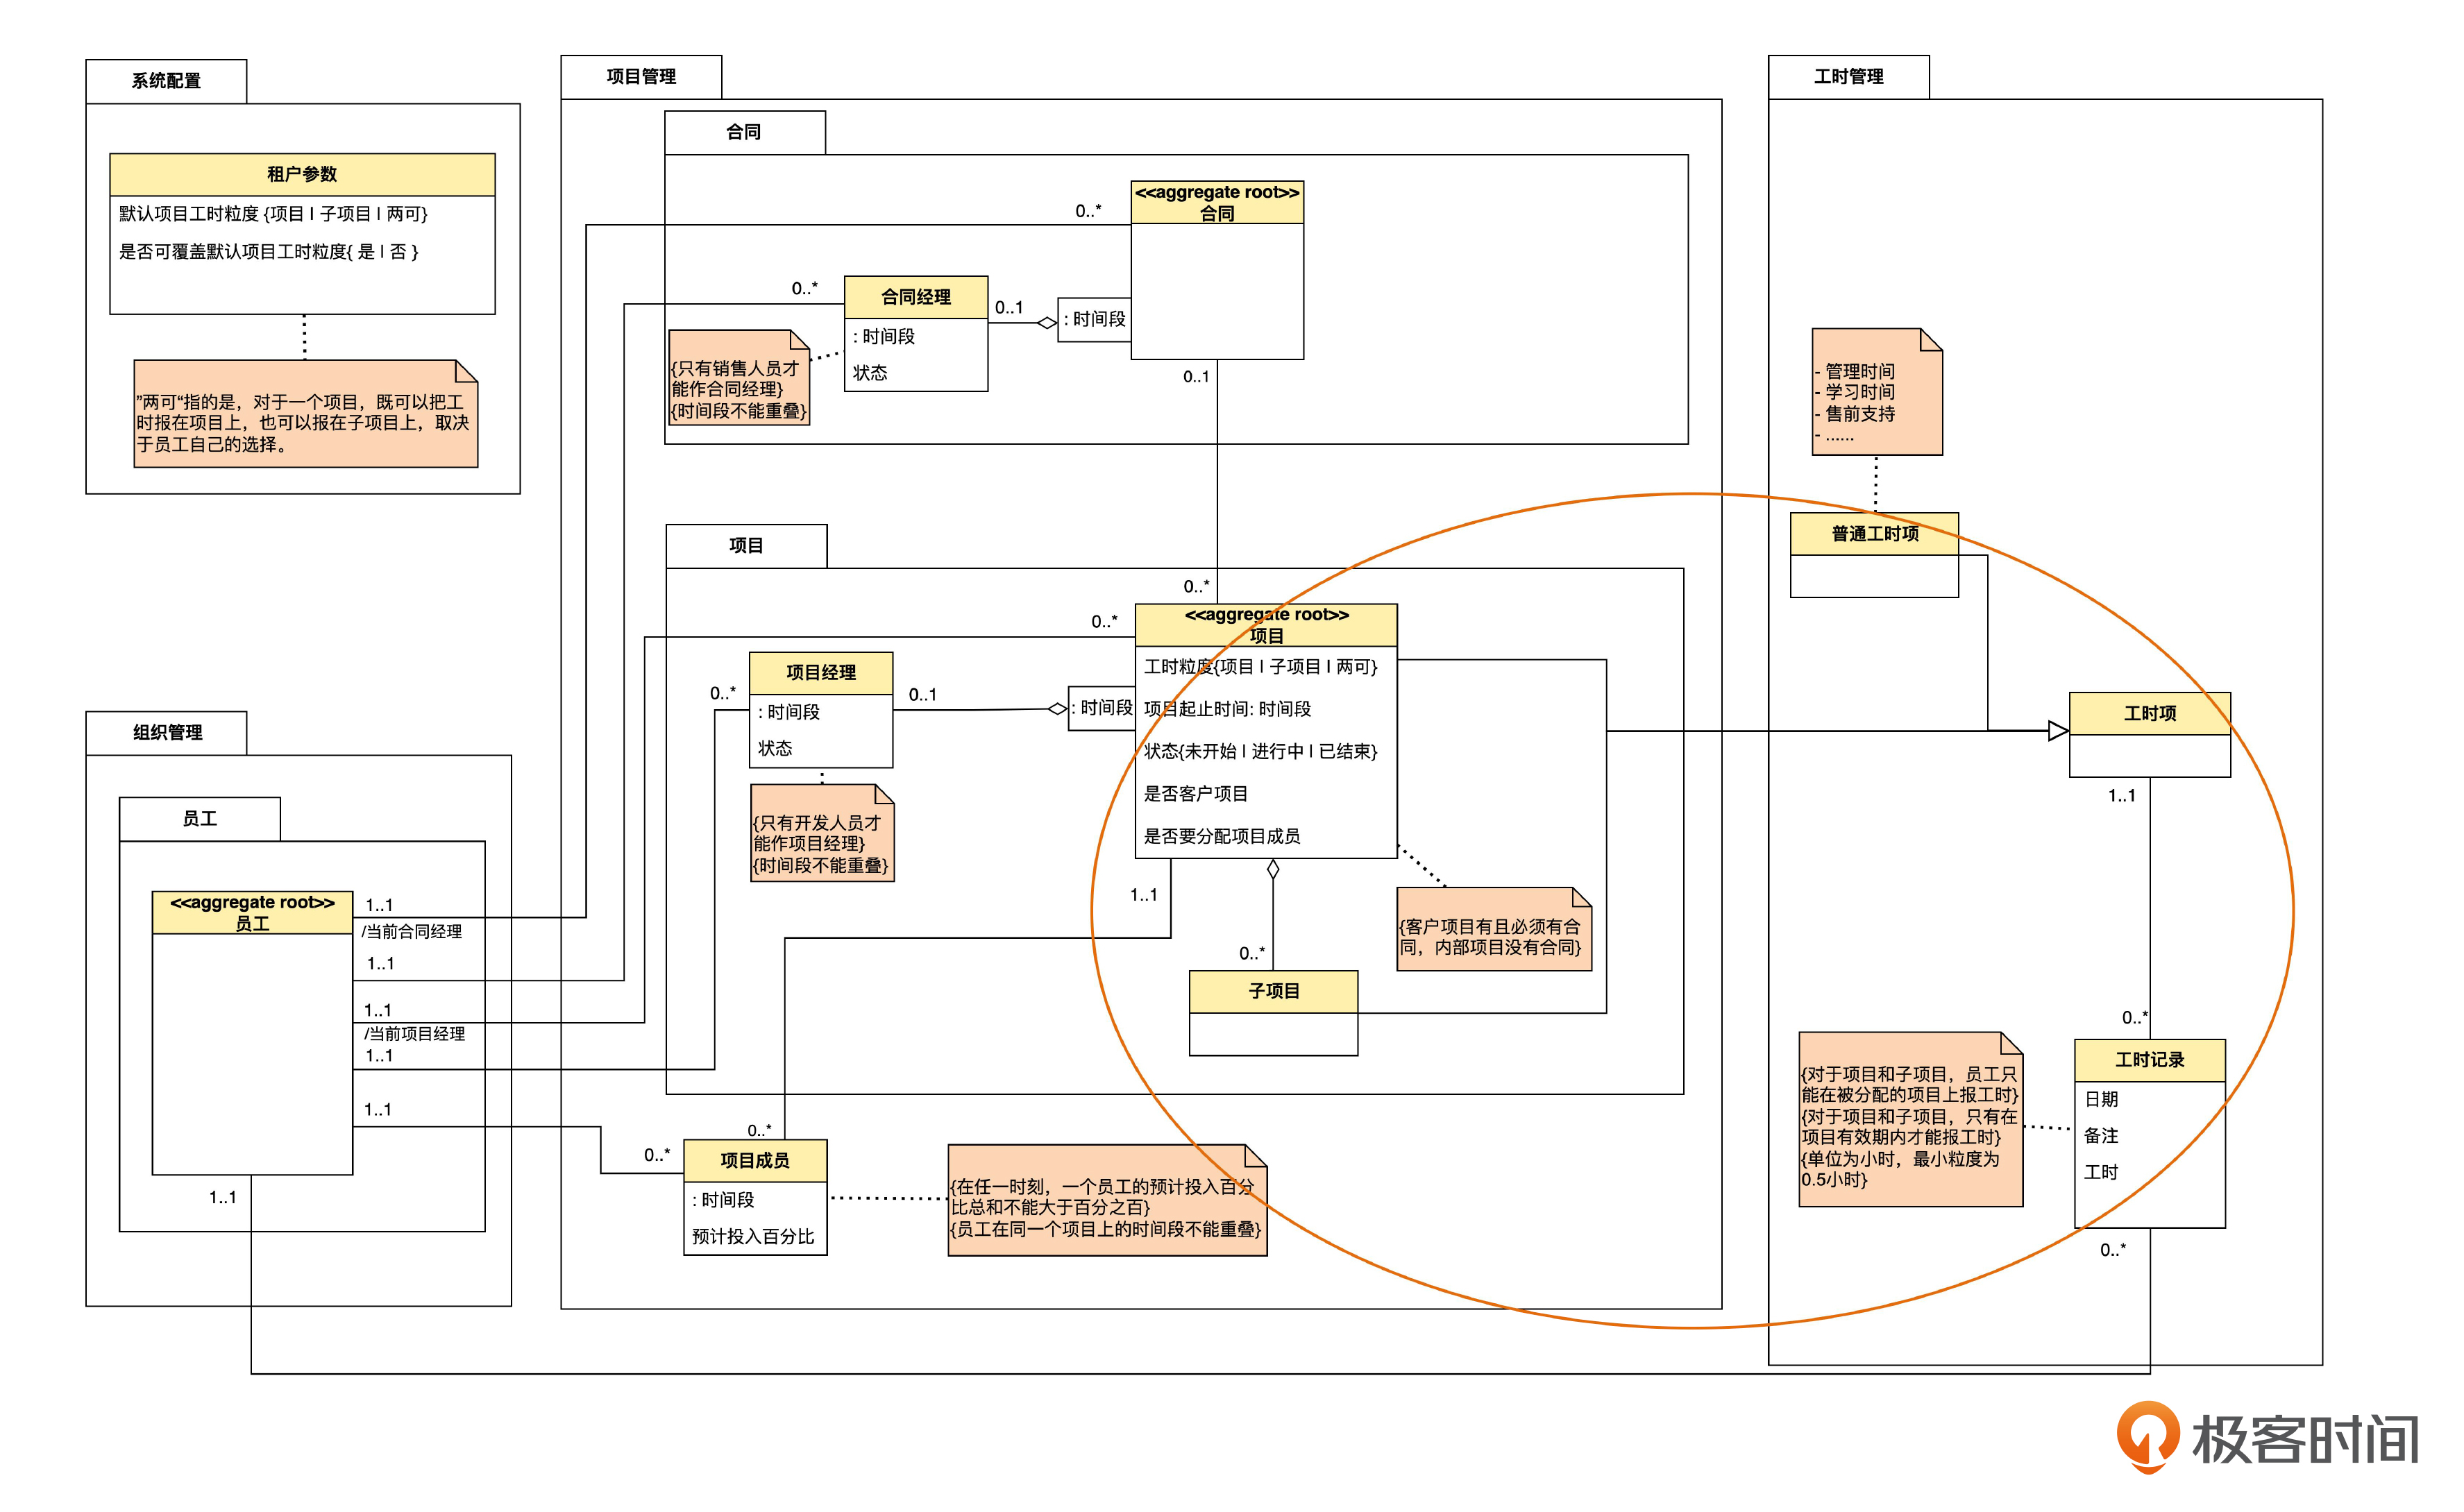 系统配置
租户参数
默认项目工时粒度 {项目 | 子项目 | 两可}
是否可覆盖默认项目工时粒度{ 是 | 否 }
”两可“指的是，对于一个项目，既可以把工
时报在项目上，也可以报在子项目上，取决
于员工自己的选择。
项目管理
合同
<<aggregate root>>
合同
0..*
合同经理
: 时间段
状态
0..*
0..1
: 时间段
{只有销售人员才
能作合同经理}
{时间段不能重叠}
0..1
项目
0..*
<<aggregate root>>
项目
工时粒度{项目 | 子项目 | 两可}
项目起止时间: 时间段
状态{未开始 | 进行中 | 已结束}
是否客户项目
是否要分配项目成员
0..*
项目经理
: 时间段
状态
0..*
0..1
: 时间段
{只有开发人员才
能作项目经理}
{时间段不能重叠}
1..1
{客户项目有且必须有合
同，内部项目没有合同}
0..*
子项目
0..*
项目成员
: 时间段
预计投入百分比
0..*
{在任一时刻，一个员工的预计投入百分
比总和不能大于百分之百}
{员工在同一个项目上的时间段不能重叠}
组织管理
员工
<<aggregate root>>
员工
1..1
/当前合同经理
1..1
1..1
/当前项目经理
1..1
1..1
1..1
工时管理
- 管理时间
- 学习时间
- 售前支持
- ......
普通工时项
工时项
1..1
0..*
工时记录
日期
备注
工时
{对于项目和子项目，员工只
能在被分配的项目上报工时}
{对于项目和子项目，只有在
项目有效期内才能报工时}
{单位为小时，最小粒度为
0.5小时}
0..*
极客时间